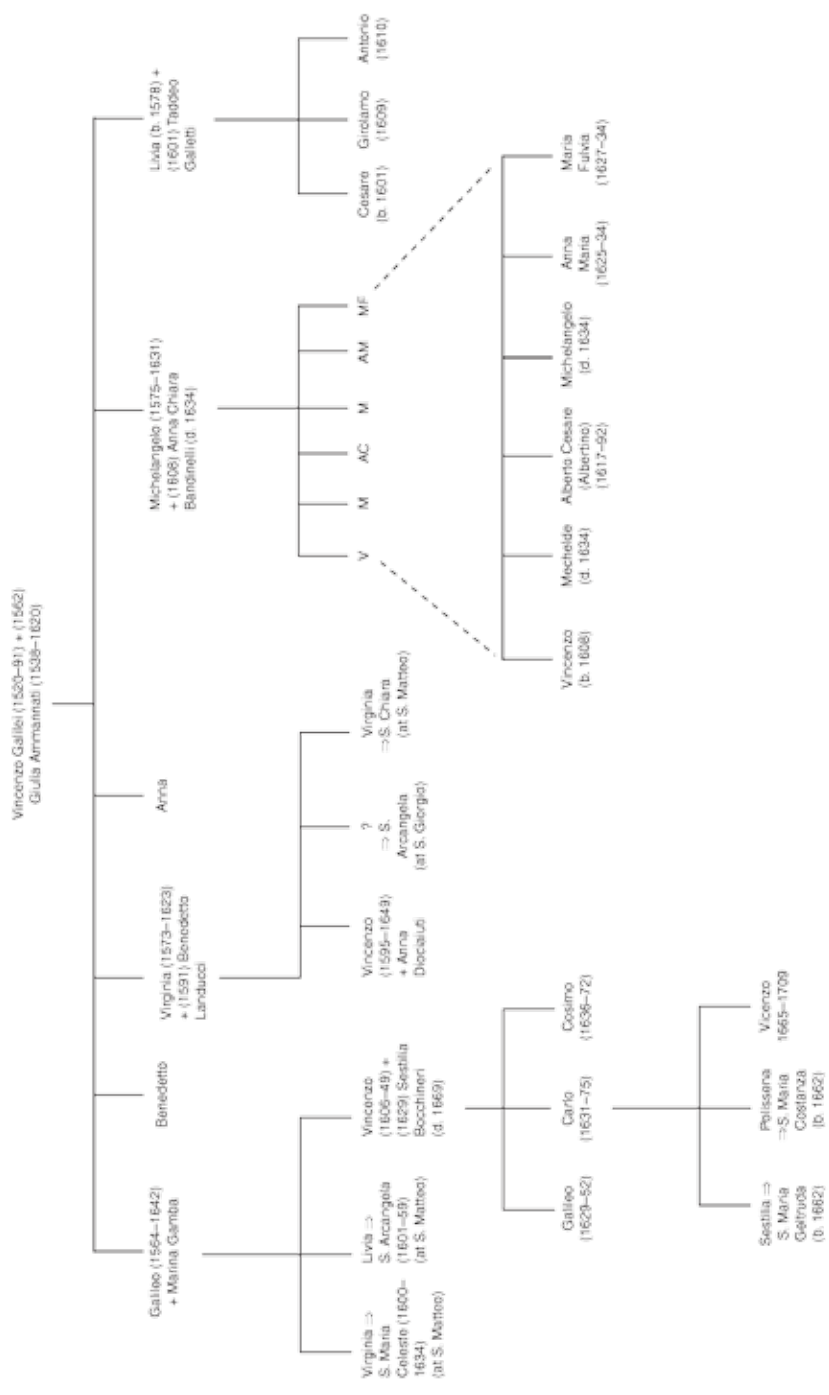 Vincenzo Galilei (1520–91) + (1562)
Giulia Ammannati (1538–1620)
Galileo (1564–1642)
+ Marina Gamba
Benedetto
Virginia (1573–1623)
+ (1591) Benedetto
Landucci
Anna
Michelangelo (1575–1631)
+ (1608) Anna Chiara
Bandinelli (d. 1634)
Livia (b. 1578) +
(1601) Taddeo
Galletti
Virginia ⇒
S. Maria
Celeste (1600–
1634)
(at S. Matteo)
Livia ⇒
S. Arcangela
(1601–59)
(at S. Matteo)
Vincenzo
(1606–49) +
(1629) Sestilia
Bocchineri
(d. 1669)
Vincenzo
(1595–1649)
+ Anna
Diociaiuti
?
⇒ S.
Arcangela
(at S. Giorgio)
Virginia
⇒S. Chiara
(at S. Matteo)
V
M
AC
M
AM
MF
Cesare
(b. 1601)
Girolamo
(1609)
Antonio
(1610)
Galileo
(1629–52)
Carlo
(1631–75)
Cosimo
(1636–72)
Vincenzo
(b. 1608)
Mechelde
(d. 1634)
Alberto Cesare
(Albertino)
(1617–92)
Michelangelo
(d. 1634)
Anna
Maria
(1625–34)
Maria
Fulvia
(1627–34)
Sestilia ⇒
S. Maria
Geltruda
(b. 1662)
Polissena
⇒S. Maria
Costanza
(b. 1662)
Vicenzo
1665–1709